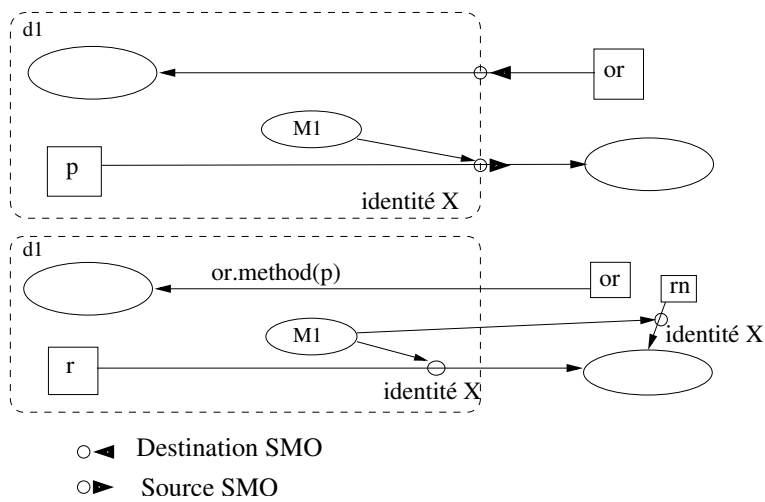 d1
or
M1
p
identité X
d1
or.method(p)
or
rn
M1
identité X
r
identité X
Destination SMO
Source SMO